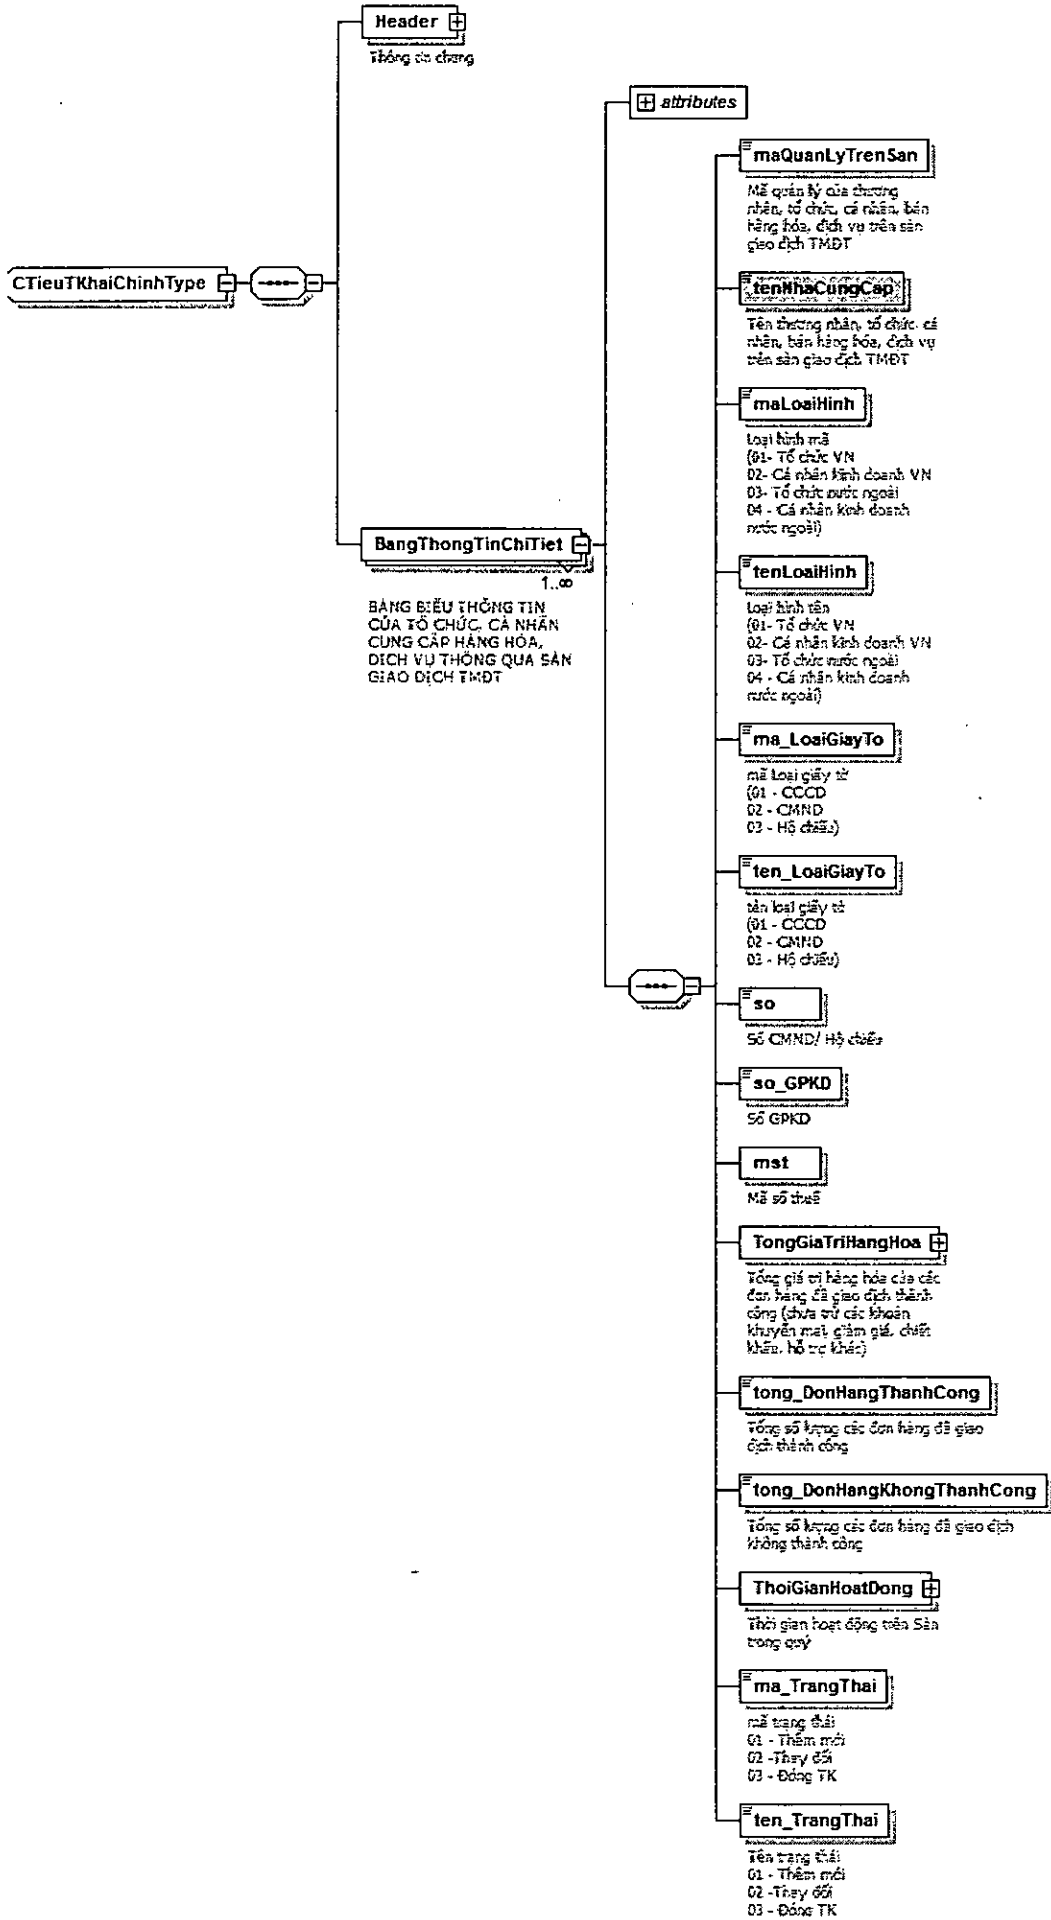 Header
Thông tin chung
attributes
maQuanLyTrenSan
Mã quản lý của thương
nhân, tổ chức, cá nhân, bán
hàng hóa, dịch vụ trên sàn
giao dịch TMĐT
CTieuTKhaiChinhType
tenNhaCungCap
Tên thương nhân, tổ chức, cá
nhân, bán hàng hóa, dịch vụ
trên sàn giao dịch TMĐT
maLoaiHinh
Loại hình mã
(01- Tổ chức VN
02- Cá nhân kinh doanh VN
03- Tổ chức nước ngoài
04 - Cá nhân kinh doanh
nước ngoài)
BangThongTinChiTiet
1..∞
BẢNG BIỂU THÔNG TIN
CỦA TỔ CHỨC, CÁ NHÂN
CUNG CẤP HÀNG HÓA,
DỊCH VỤ THÔNG QUA SÀN
GIAO DỊCH TMĐT
tenLoaiHinh
Loại hình tên
(01- Tổ chức VN
02- Cá nhân kinh doanh VN
03- Tổ chức nước ngoài
04 - Cá nhân kinh doanh
nước ngoài)
ma_LoaiGiayTo
mã Loại giấy tờ
(01 - CCCD
02 - CMND
03 - Hộ chiếu)
ten_LoaiGiayTo
tên loại giấy tờ
(01 - CCCD
02 - CMND
03 - Hộ chiếu)
so
Số CMND/ Hộ chiếu
so_GPKD
Số GPKD
mst
Mã số thuế
TongGiaTriHangHoa
Tổng giá trị hàng hóa của các
đơn hàng đã giao dịch thành
công (chưa trừ các khoản
khuyến mại, giảm giá, chiết
khấu, hỗ trợ khác)
tong_DonHangThanhCong
Tổng số lượng các đơn hàng đã giao
dịch thành công
tong_DonHangKhongThanhCong
Tổng số lượng các đơn hàng đã giao dịch
không thành công
ThoiGianHoatDong
Thời gian hoạt động trên Sàn
trong quý
ma_TrangThai
mã trạng thái
01 - Thêm mới
02 -Thay đổi
03 - Đóng TK
ten_TrangThai
Tên trạng thái
01 - Thêm mới
02 -Thay đổi
03 - Đóng TK